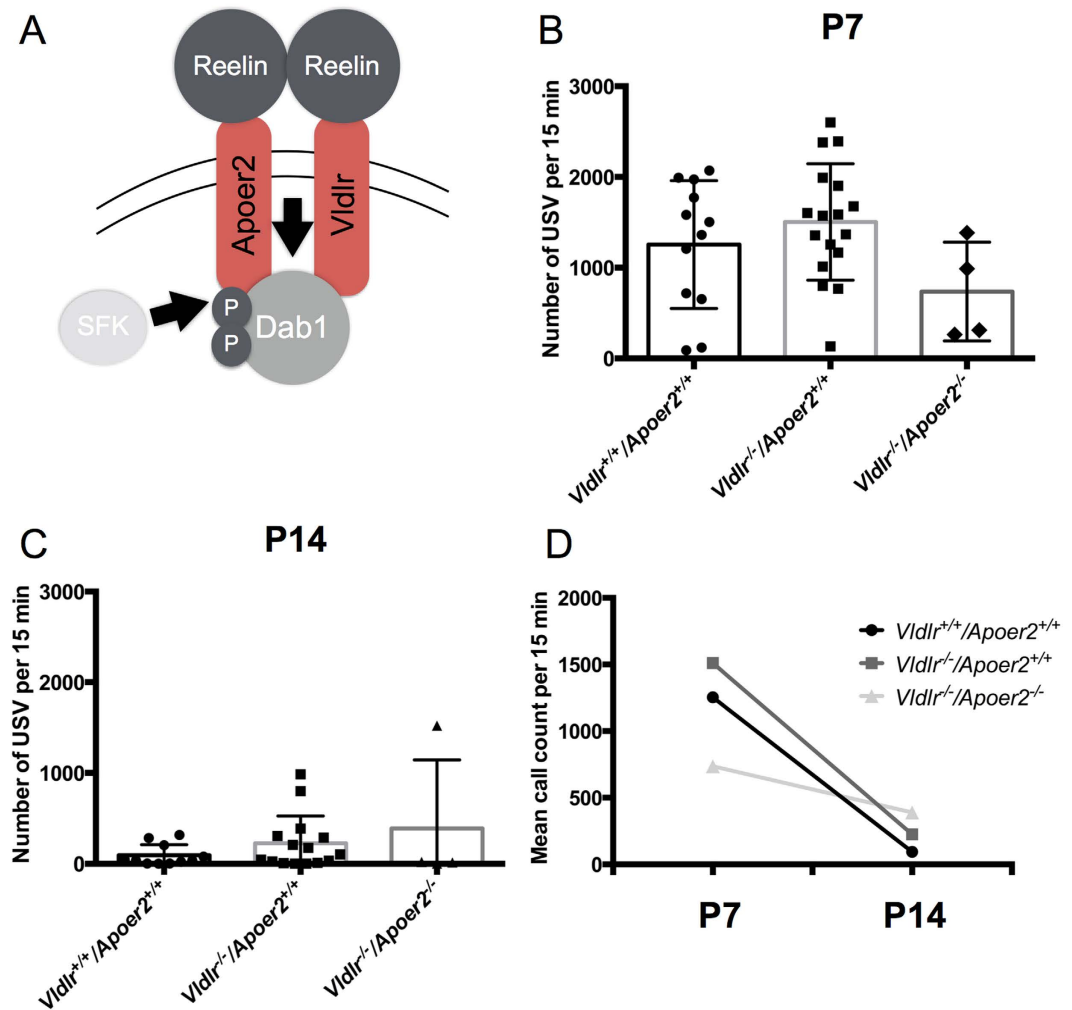 A
Reelin Reelin
Apoer2
Vldlr
SFK
P
P
Dab1
B
P7
Number of USV per 15 min
3000
2000
1000
0
Vldlr+/+/Apoer2+/+
Vldlr-/-/Apoer2+/+
Vldlr-/-/Apoer2-/-
C
P14
Number of USV per 15 min
3000
2000
1000
0
Vldlr+/+/Apoer2+/+
Vldlr-/-/Apoer2+/+
Vldlr-/-/Apoer2-/-
D
Mean call count per 15 min
2000
1500
1000
500
0
Vldlr+/+/Apoer2+/+
Vldlr-/-/Apoer2+/+
Vldlr-/-/Apoer2-/-
P7 P14